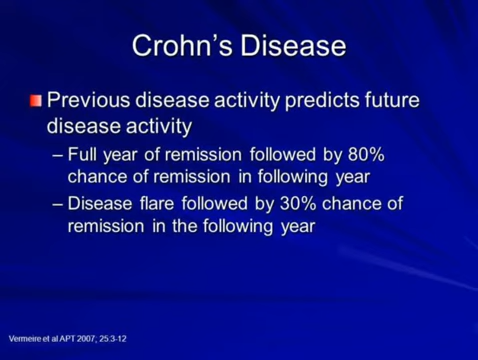 Crohn's Disease
Previous disease activity predicts future
disease activity
– Full year of remission followed by 80%
chance of remission in following year
– Disease flare followed by 30% chance of
remission in the following year
Vermeire et al APT 2007; 25:3-12